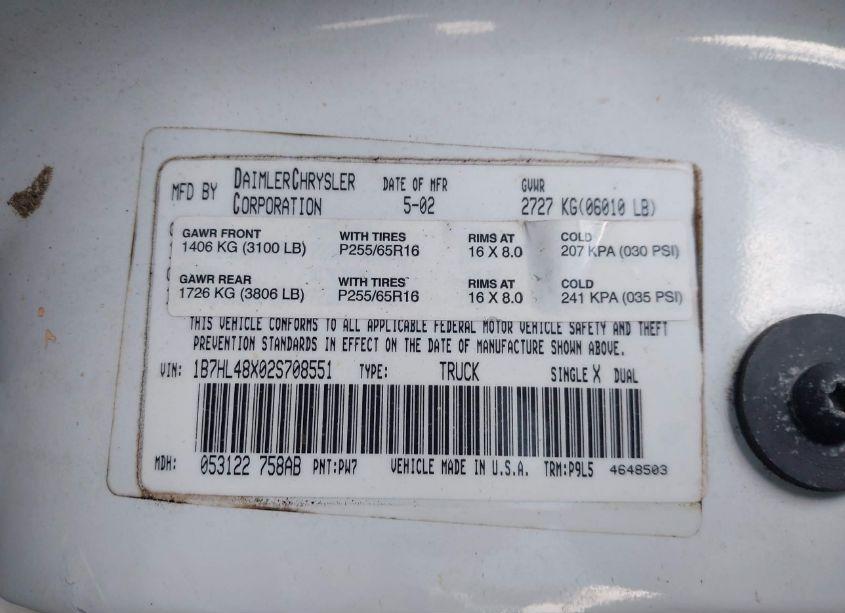 MFD BY DAIMLERCHRYSLER CORPORATION DATE OF MFR 5-02 GVWR 2727 KG(06010 LB)
GAWR FRONT WITH TIRES RIMS AT COLD
1406 KG (3100 LB) P255/65R16 16 X 8.0 207 KPA (030 PSI)
GAWR REAR WITH TIRES RIMS AT COLD
1726 KG (3806 LB) P255/65R16 16 X 8.0 241 KPA (035 PSI)
THIS VEHICLE CONFORMS TO ALL APPLICABLE FEDERAL MOTOR VEHICLE SAFETY AND THEFT
PREVENTION STANDARDS IN EFFECT ON THE DATE OF MANUFACTURE SHOWN ABOVE.
VIN: 1B7HL48X02S708551 TYPE: TRUCK SINGLE X DUAL
MDH: 053122 758AB PNT:PW7 VEHICLE MADE IN U.S.A. TRM:P9L5 4648503